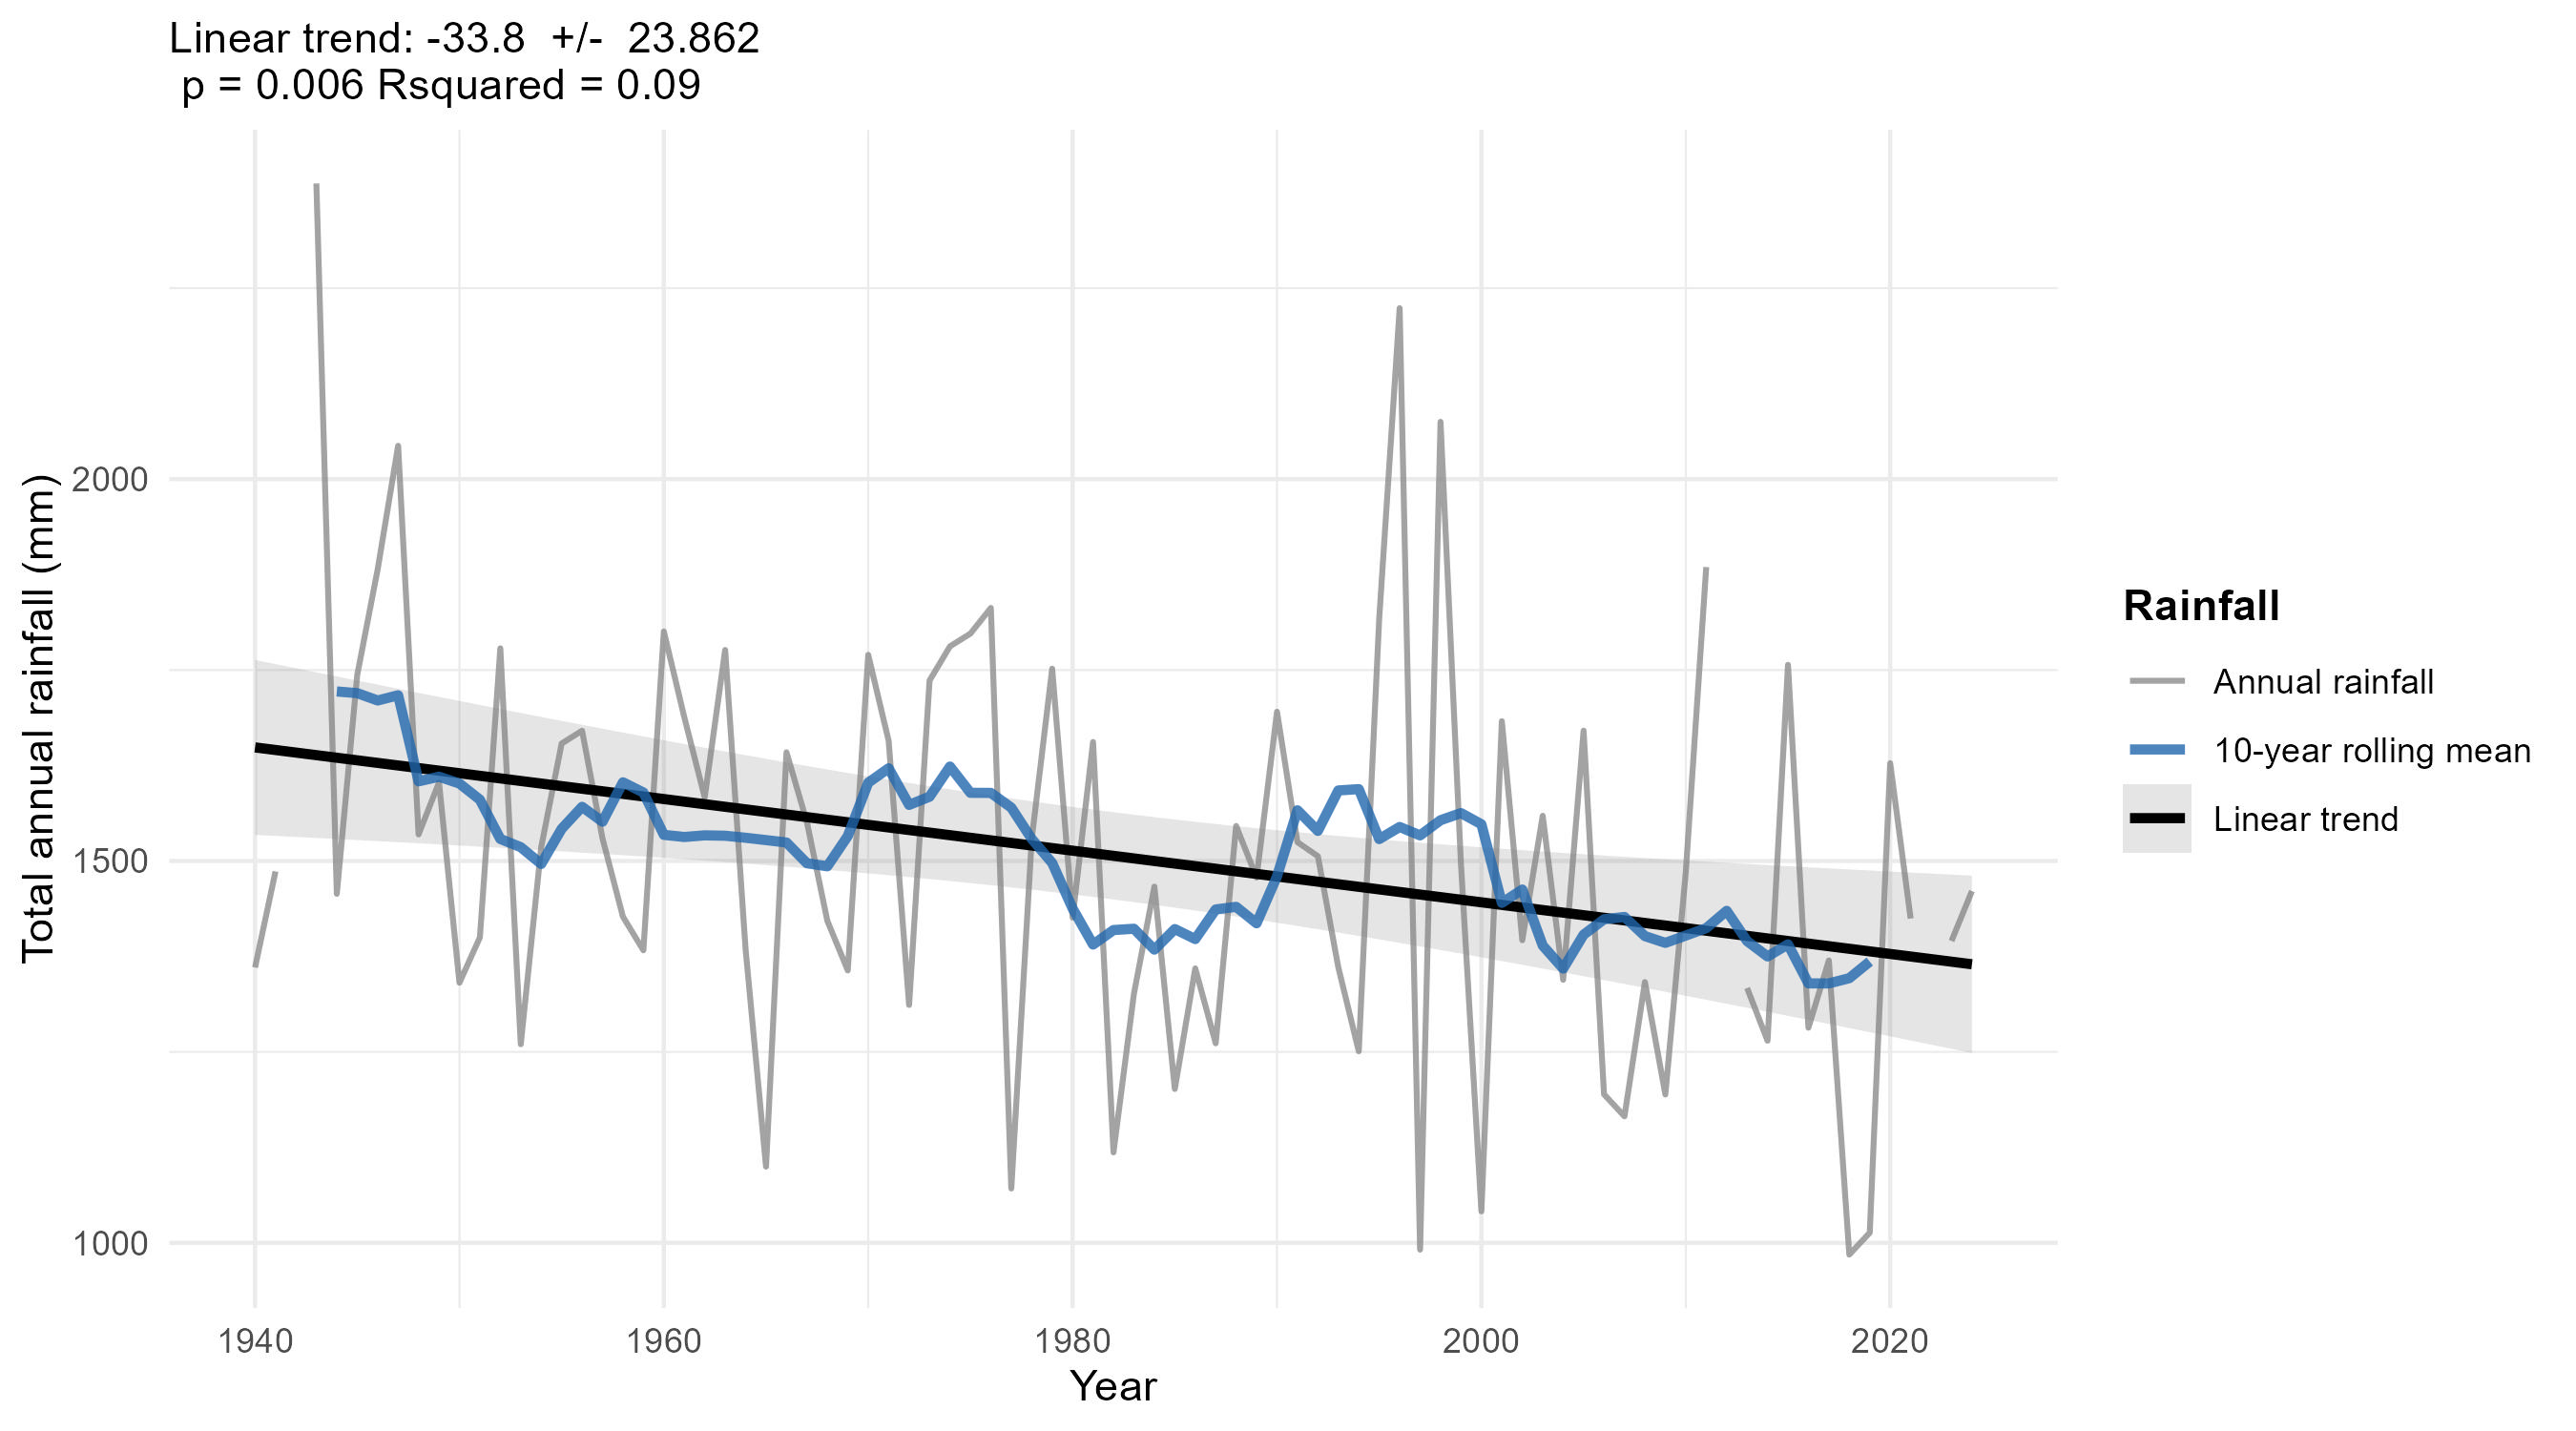 Linear trend: -33.8  +/-  23.862
p = 0.006 Rsquared = 0.09
Total annual rainfall (mm)
2000
1500
1000
1940
1960
1980
2000
2020
Year
Rainfall
Annual rainfall
10-year rolling mean
Linear trend